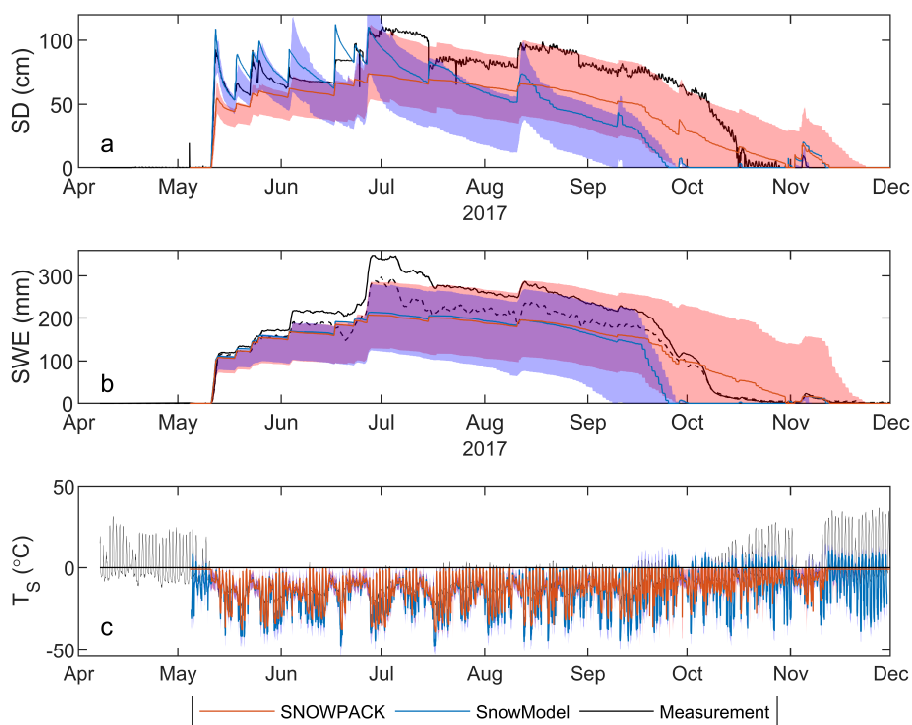 100
50
0
SD (cm)
a
Apr May Jun Jul Aug Sep Oct Nov Dec
2017
300
200
100
0
SWE (mm)
b
Apr May Jun Jul Aug Sep Oct Nov Dec
2017
50
0
-50
T_S (°C)
c
Apr May Jun Jul Aug Sep Oct Nov Dec
SNOWPACK SnowModel Measurement